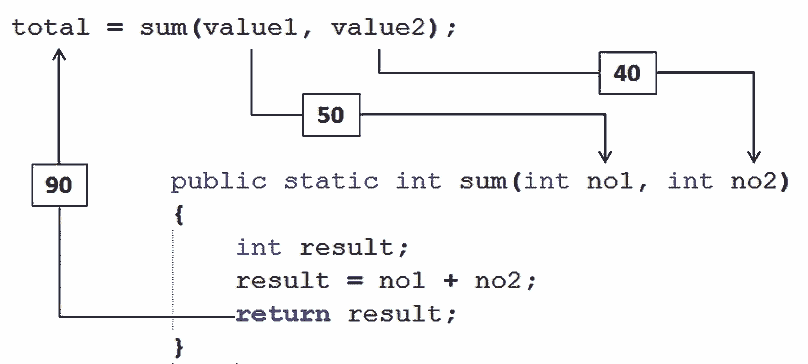 total = sum(value1, value2);
40
50
90
public static int sum(int no1, int no2)
{
int result;
result = no1 + no2;
return result;
}